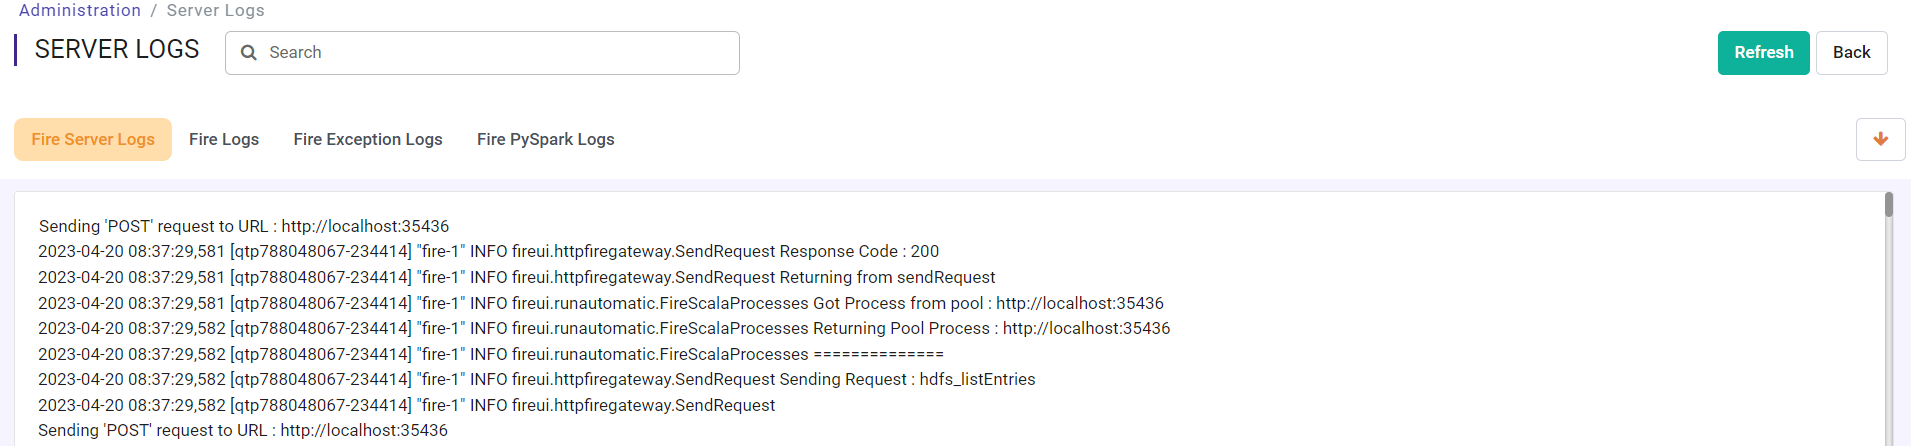 Administration / Server Logs
SERVER LOGS
Search
Refresh
Back
Fire Server Logs
Fire Logs
Fire Exception Logs
Fire PySpark Logs
Sending 'POST' request to URL : http://localhost:35436
2023-04-20 08:37:29,581 [qtp788048067-234414] "fire-1" INFO fireui.httpfiregateway.SendRequest Response Code : 200
2023-04-20 08:37:29,581 [qtp788048067-234414] "fire-1" INFO fireui.httpfiregateway.SendRequest Returning from sendRequest
2023-04-20 08:37:29,581 [qtp788048067-234414] "fire-1" INFO fireui.runautomatic.FireScalaProcesses Got Process from pool : http://localhost:35436
2023-04-20 08:37:29,582 [qtp788048067-234414] "fire-1" INFO fireui.runautomatic.FireScalaProcesses Returning Pool Process : http://localhost:35436
2023-04-20 08:37:29,582 [qtp788048067-234414] "fire-1" INFO fireui.runautomatic.FireScalaProcesses ==============
2023-04-20 08:37:29,582 [qtp788048067-234414] "fire-1" INFO fireui.httpfiregateway.SendRequest Sending Request : hdfs_listEntries
2023-04-20 08:37:29,582 [qtp788048067-234414] "fire-1" INFO fireui.httpfiregateway.SendRequest
Sending 'POST' request to URL : http://localhost:35436